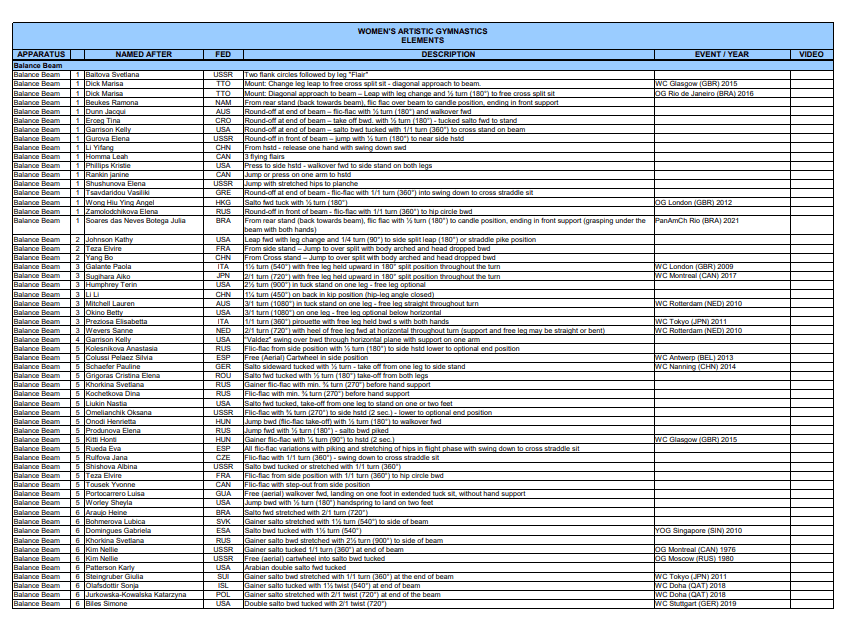 WOMEN'S ARTISTIC GYMNASTICS
ELEMENTS
APPARATUS NAMED AFTER FED DESCRIPTION EVENT / YEAR VIDEO
Balance Beam
Balance Beam 1 Baitova Svetlana USSR Two flank circles followed by leg "Flair"
Balance Beam 1 Dick Marisa TTO Mount: Change leg leap to free cross split sit - diagonal approach to beam. WC Glasgow (GBR) 2015
Balance Beam 1 Dick Marisa TTO Mount: Diagonal approach to beam – Leap with leg change and ½ turn (180°) to free cross split sit OG Rio de Janeiro (BRA) 2016
Balance Beam 1 Beukes Ramona NAM From rear stand (back towards beam), flic flac over beam to candle position, ending in front support
Balance Beam 1 Dunn Jacqui AUS Round-off at end of beam – flic-flac with ½ turn (180°) and walkover fwd
Balance Beam 1 Erceg Tina CRO Round-off at end of beam – take off bwd. with ½ turn (180°) - tucked salto fwd to stand
Balance Beam 1 Garrison Kelly USA Round-off at end of beam – salto bwd tucked with 1/1 turn (360°) to cross stand on beam
Balance Beam 1 Gurova Elena USSR Round-off in front of beam – jump with ½ turn (180°) to near side hstd
Balance Beam 1 Li Yifang CHN From hstd - release one hand with swing down swd
Balance Beam 1 Homma Leah CAN 3 flying flairs
Balance Beam 1 Phillips Kristie USA Press to side hstd - walkover fwd to side stand on both legs
Balance Beam 1 Rankin janine CAN Jump or press on one arm to hstd
Balance Beam 1 Shushunova Elena USSR Jump with stretched hips to planche
Balance Beam 1 Tsavdaridou Vasiliki GRE Round-off at end of beam - flic-flac with 1/1 turn (360°) into swing down to cross straddle sit
Balance Beam 1 Wong Hiu Ying Angel HKG Salto fwd tuck with ½ turn (180°) OG London (GBR) 2012
Balance Beam 1 Zamolodchikova Elena RUS Round-off in front of beam - flic-flac with 1/1 turn (360°) to hip circle bwd
Balance Beam 1 Soares das Neves Botega Julia BRA From rear stand (back towards beam), flic flac with ½ turn (180°) to candle position, ending in front support (grasping under the PanAmCh Rio (BRA) 2021
beam with both hands)
Balance Beam 2 Johnson Kathy USA Leap fwd with leg change and 1/4 turn (90°) to side split leap (180°) or straddle pike position
Balance Beam 2 Teza Elvire FRA From side stand – Jump to over split with body arched and head dropped bwd
Balance Beam 2 Yang Bo CHN From Cross stand – Jump to over split with body arched and head dropped bwd
Balance Beam 3 Galante Paola ITA 1½ turn (540°) with free leg held upward in 180° split position throughout the turn WC London (GBR) 2009
Balance Beam 3 Sugihara Aiko JPN 2/1 turn (720°) with free leg held upward in 180° split position throughout the turn WC Montreal (CAN) 2017
Balance Beam 3 Humphrey Terin USA 2½ turn (900°) in tuck stand on one leg - free leg optional
Balance Beam 3 Li Li CHN 1¼ turn (450°) on back in kip position (hip-leg angle closed)
Balance Beam 3 Mitchell Lauren AUS 3/1 turn (1080°) in tuck stand on one leg - free leg straight throughout turn WC Rotterdam (NED) 2010
Balance Beam 3 Okino Betty USA 3/1 turn (1080°) on one leg - free leg optional below horizontal
Balance Beam 3 Preziosa Elisabetta ITA 1/1 turn (360°) pirouette with free leg held bwd s with both hands WC Tokyo (JPN) 2011
Balance Beam 3 Wevers Sanne NED 2/1 turn (720°) with heel of free leg fwd at horizontal throughout turn (support and free leg may be straight or bent) WC Rotterdam (NED) 2010
Balance Beam 4 Garrison Kelly USA "Valdez" swing over bwd through horizontal plane with support on one arm
Balance Beam 5 Kolesnikova Anastasia RUS Flic-flac from side position with ½ turn (180°) to side hstd lower to optional end position
Balance Beam 5 Colussi Pelaez Silvia ESP Free (Aerial) Cartwheel in side position WC Antwerp (BEL) 2013
Balance Beam 5 Schaefer Pauline GER Salto sideward tucked with ½ turn - take off from one leg to side stand WC Nanning (CHN) 2014
Balance Beam 5 Grigoras Cristina Elena ROU Salto fwd tucked with ½ turn (180°) take-off from both legs
Balance Beam 5 Khorkina Svetlana RUS Gainer flic-flac with min. ¾ turn (270°) before hand support
Balance Beam 5 Kochetkova Dina RUS Flic-flac with min. ¾ turn (270°) before hand support
Balance Beam 5 Liukin Nastia USA Salto fwd tucked, take-off from one leg to stand on one or two feet
Balance Beam 5 Omelianchik Oksana USSR Flic-flac with ¾ turn (270°) to side hstd (2 sec.) - lower to optional end position
Balance Beam 5 Onodi Henrietta HUN Jump bwd (flic-flac take-off) with ½ turn (180°) to walkover fwd
Balance Beam 5 Produnova Elena RUS Jump fwd with ½ turn (180°) - salto bwd piked
Balance Beam 5 Kitti Honti HUN Gainer flic-flac with ¼ turn (90°) to hstd (2 sec.) WC Glasgow (GBR) 2015
Balance Beam 5 Rueda Eva ESP All flic-flac variations with piking and stretching of hips in flight phase with swing down to cross straddle sit
Balance Beam 5 Rulfova Jana CZE Flic-flac with 1/1 turn (360°) - swing down to cross straddle sit
Balance Beam 5 Shishova Albina USSR Salto bwd tucked or stretched with 1/1 turn (360°)
Balance Beam 5 Teza Elvire FRA Flic-flac from side position with 1/1 turn (360°) to hip circle bwd
Balance Beam 5 Tousek Yvonne CAN Flic-flac with step-out from side position
Balance Beam 5 Portocarrero Luisa GUA Free (aerial) walkover fwd, landing on one foot in extended tuck sit, without hand support
Balance Beam 5 Worley Sheyla USA Jump bwd with ½ turn (180°) handspring to land on two feet
Balance Beam 6 Araujo Heine BRA Salto fwd stretched with 2/1 turn (720°)
Balance Beam 6 Bohmerova Lubica SVK Gainer salto stretched with 1½ turn (540°) to side of beam
Balance Beam 6 Domingues Gabriela ESA Salto bwd tucked with 1½ turn (540°) YOG Singapore (SIN) 2010
Balance Beam 6 Khorkina Svetlana RUS Gainer salto bwd stretched with 2½ turn (900°) to side of beam
Balance Beam 6 Kim Nellie USSR Gainer salto tucked 1/1 turn (360°) at end of beam OG Montreal (CAN) 1976
Balance Beam 6 Kim Nellie USSR Free (aerial) cartwheel into salto bwd tucked OG Moscow (RUS) 1980
Balance Beam 6 Patterson Karly USA Arabian double salto fwd tucked
Balance Beam 6 Steingruber Giulia SUI Gainer salto bwd stretched with 1/1 turn (360°) at the end of beam WC Tokyo (JPN) 2011
Balance Beam 6 Olafsdottir Sonja ISL Gainer salto tucked with 1½ twist (540°) at end of beam WC Doha (QAT) 2018
Balance Beam 6 Jurkowska-Kowalska Katarzyna POL Gainer salto stretched with 2/1 twist (720°) at end of the beam WC Doha (QAT) 2018
Balance Beam 6 Biles Simone USA Double salto bwd tucked with 2/1 twist (720°) WC Stuttgart (GER) 2019